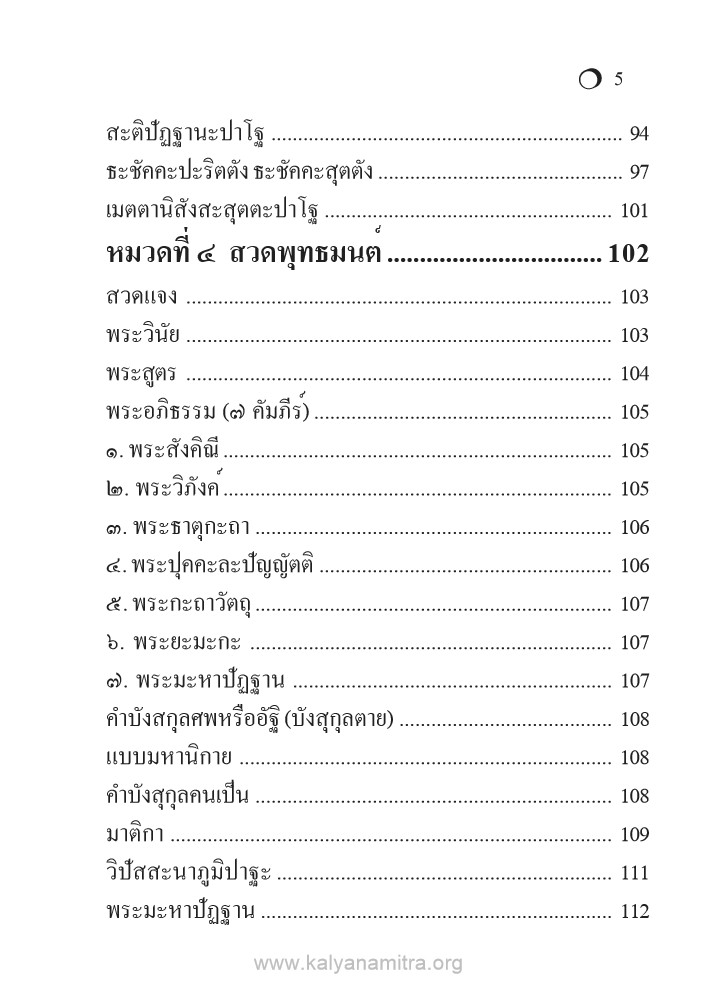 5
สะติปัฏฐานะปาโฐ ................................................................... 94
ธะชัคคะปะริตตัง ธะชัคคะสุตตัง ............................................... 97
เมตตานิสังสะสุตตะปาโฐ ....................................................... 101
หมวดที่ ๔ สวดพุทธมนต์ ................................. 102
สวดแจง ................................................................................. 103
พระวินัย ................................................................................. 103
พระสูตร ................................................................................. 104
พระอภิธรรม (๗ คัมภีร์) ......................................................... 105
๑. พระสังคิณี .......................................................................... 105
๒. พระวิภังค์ .......................................................................... 105
๓. พระธาตุกะถา .................................................................... 106
๔. พระปุคคะละปัญญัตติ ........................................................ 106
๕. พระกะถาวัตถุ .................................................................... 107
๖. พระยะมะกะ ..................................................................... 107
๗. พระมะหาปัฏฐาน ............................................................. 107
คำบังสกุลศพหรืออัฐิ (บังสุกุลตาย) ......................................... 108
แบบมหานิกาย ....................................................................... 108
คำบังสุกุลคนเป็น .................................................................... 108
มาติกา .................................................................................... 109
วิปัสสะนาภูมิปาฐะ ................................................................ 111
พระมะหาปัฏฐาน ................................................................... 112
www.kalyanamitra.org